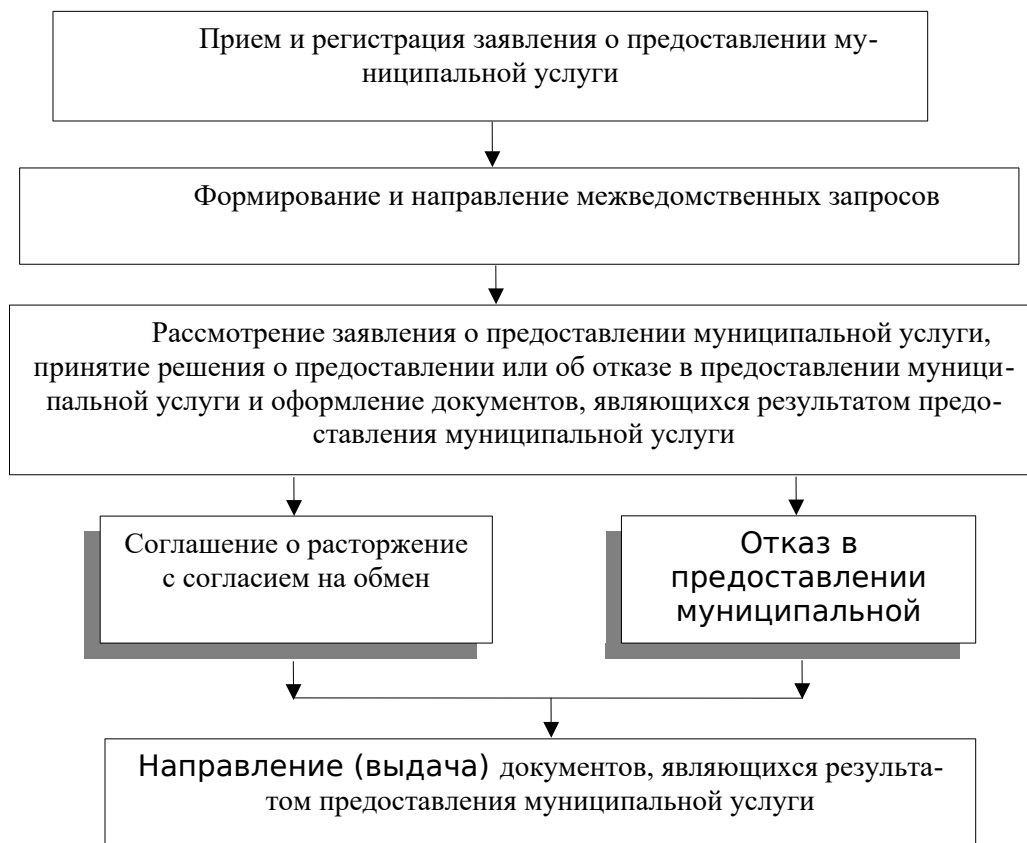 Прием и регистрация заявления о предоставлении му-
ниципальной услуги
Формирование и направление межведомственных запросов
Рассмотрение заявления о предоставлении муниципальной услуги,
принятие решения о предоставлении или об отказе в предоставлении муници-
пальной услуги и оформление документов, являющихся результатом предо-
ставления муниципальной услуги
Соглашение о расторжение
с согласием на обмен
Отказ в
предоставлении
муниципальной
Направление (выдача) документов, являющихся результа-
том предоставления муниципальной услуги